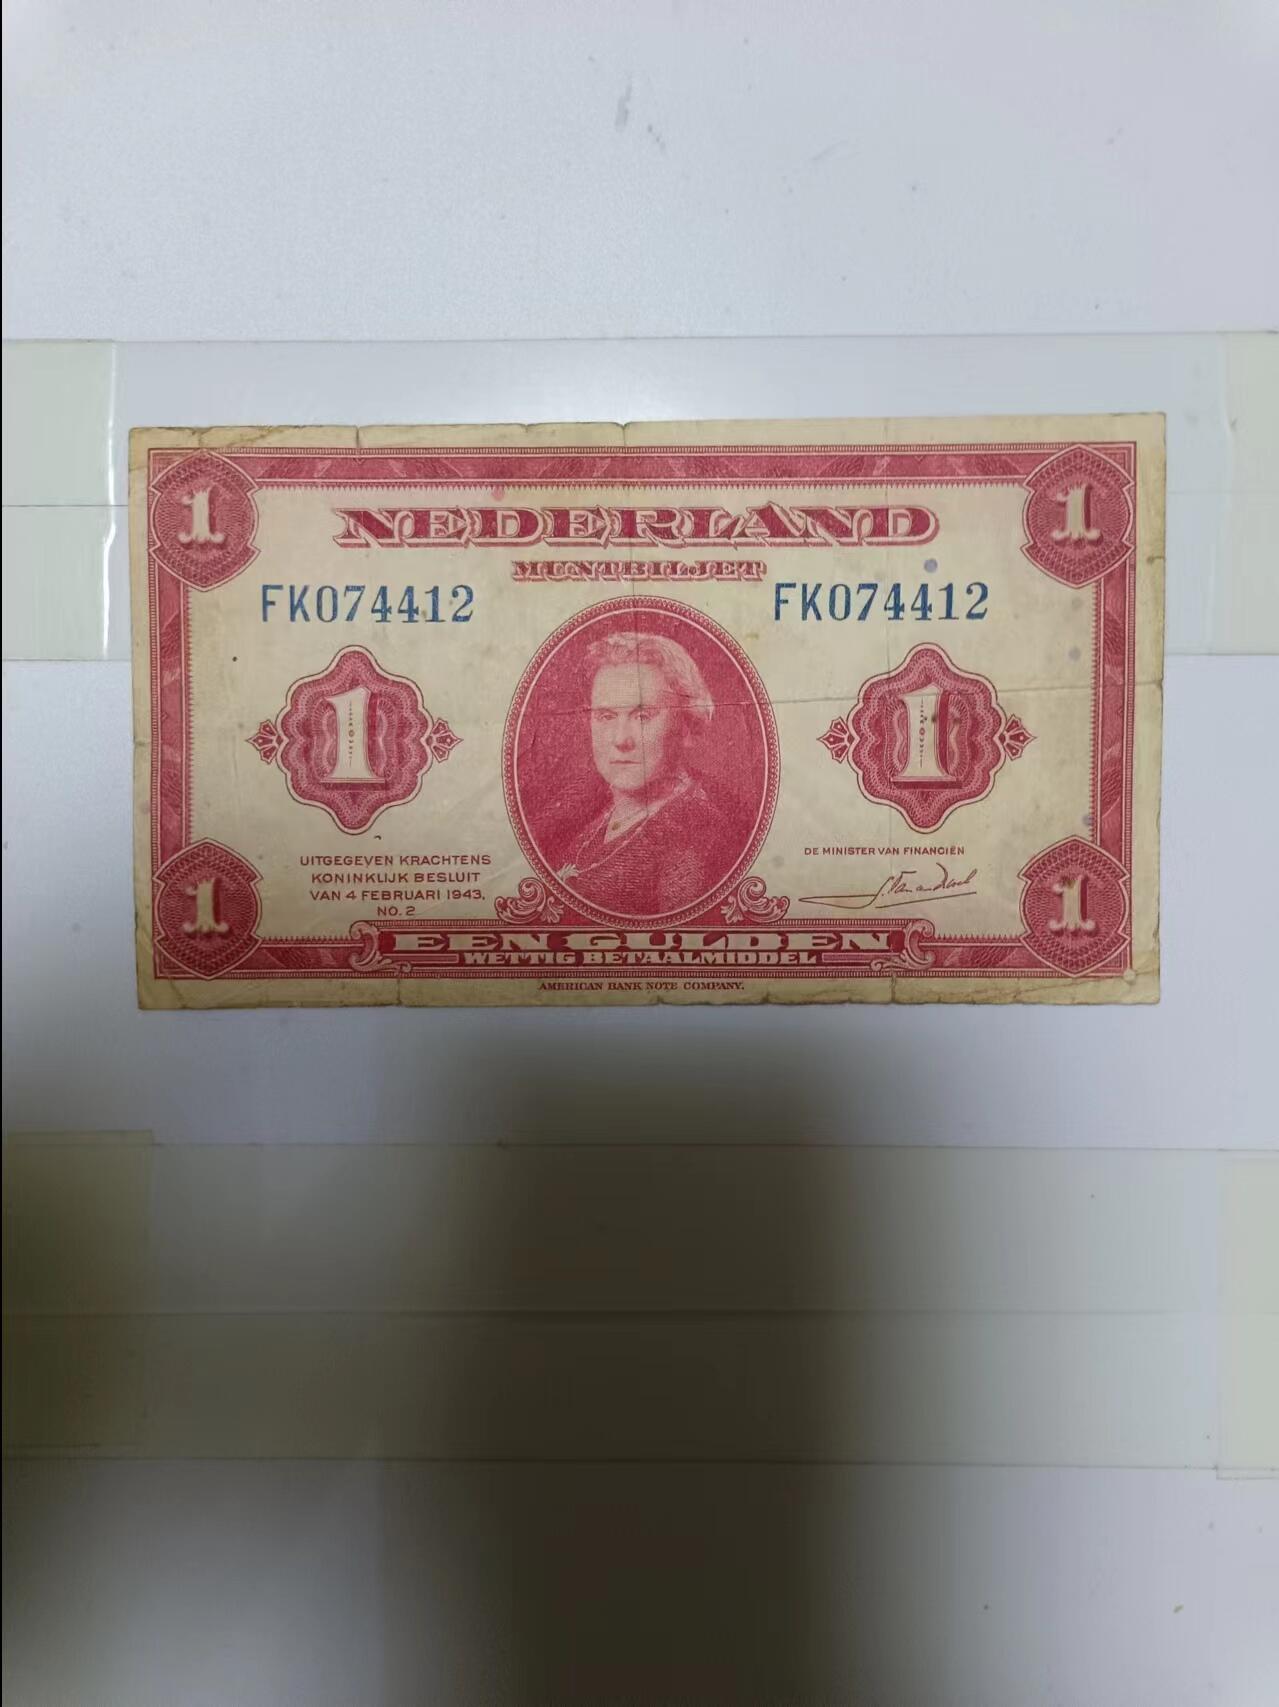 1 1
NEDERLAND
MUNTBILJET
FK074412 FK074412
1 1
UITGEGEVEN KRACHTENS
KONINKLIJK BESLUIT
VAN 4 FEBRUARI 1943,
NO. 2
DE MINISTER VAN FINANCIËN
1 1
EEN GULDEN
WETTIG BETAALMIDDEL
AMERICAN BANK NOTE COMPANY.